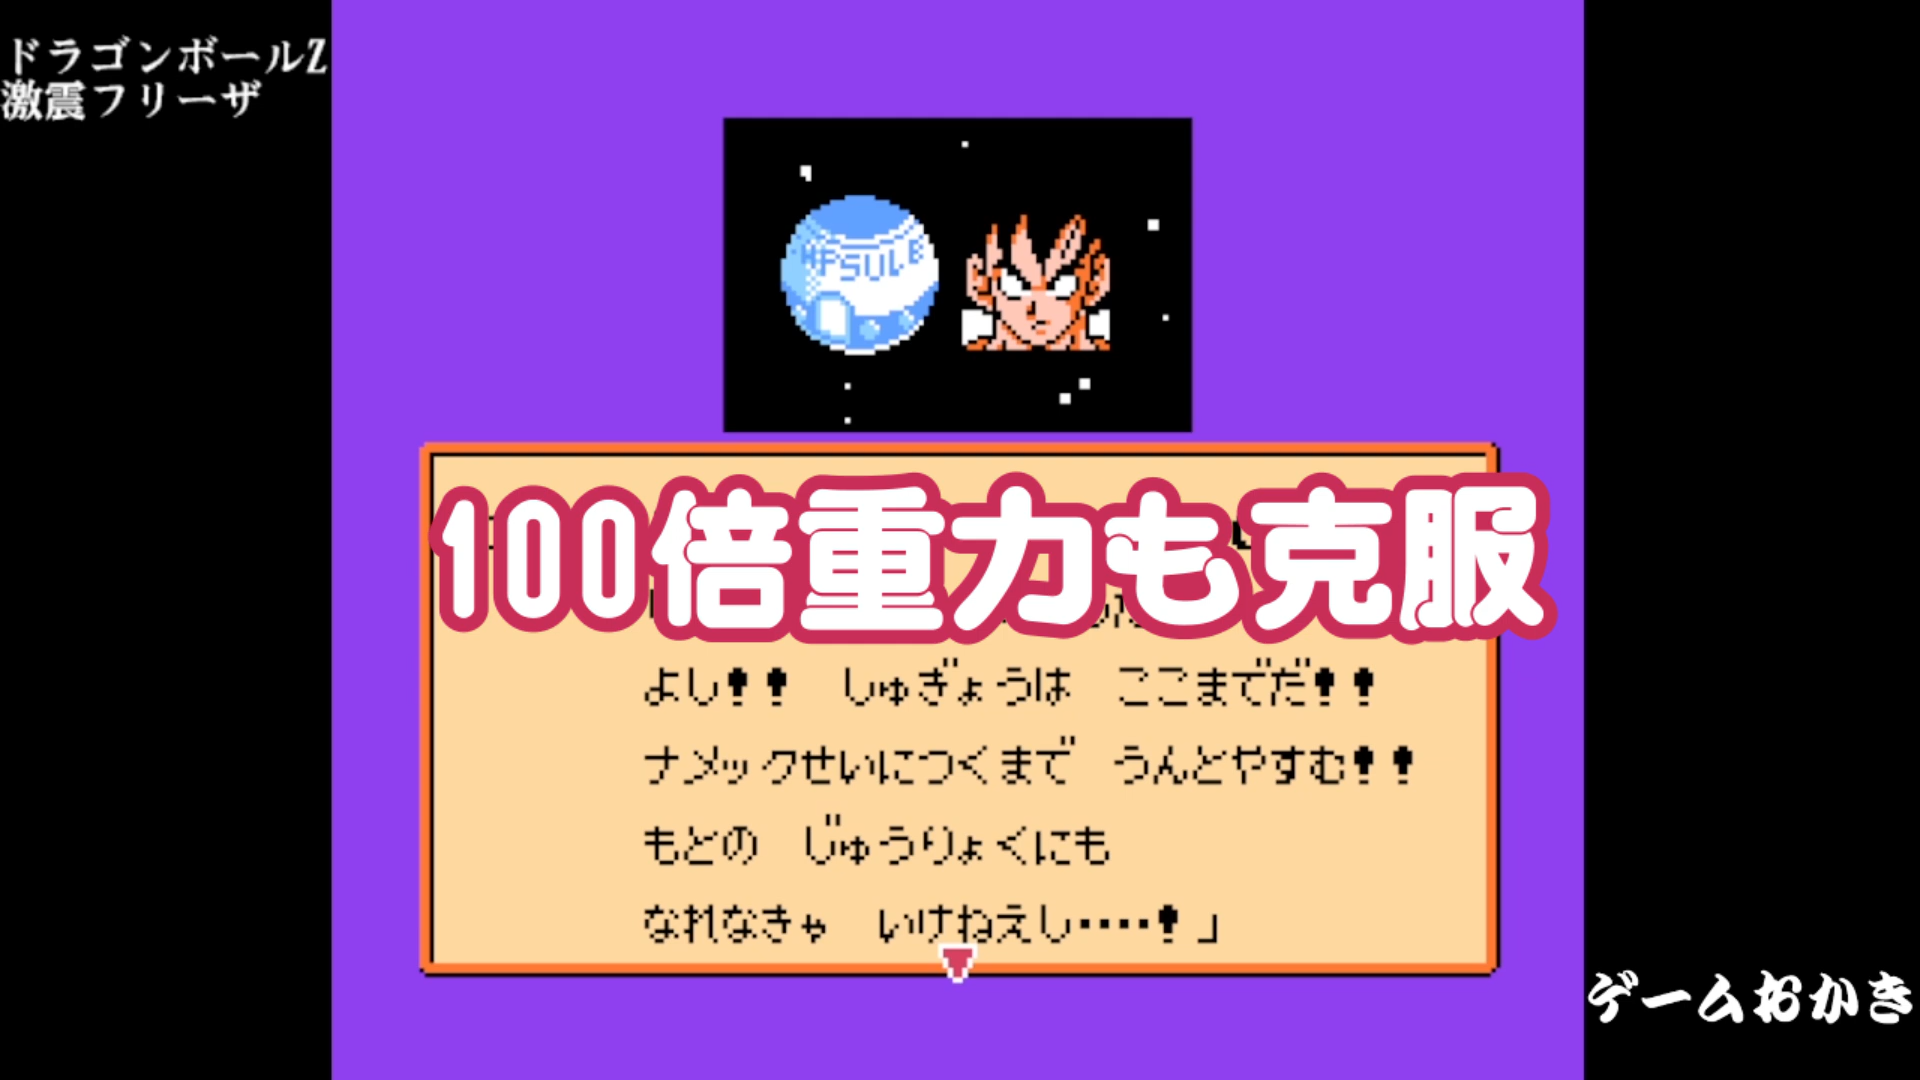 ドラゴンボールZ
激震フリーザ
100倍重力も克服
よし!! しゅぎょうは ここまでだ!!
ナメックせいにつくまで うんとやすむ!!
もとの じゅうりょくにも
なれなきゃ いけねえし････!」
ゲームおかき